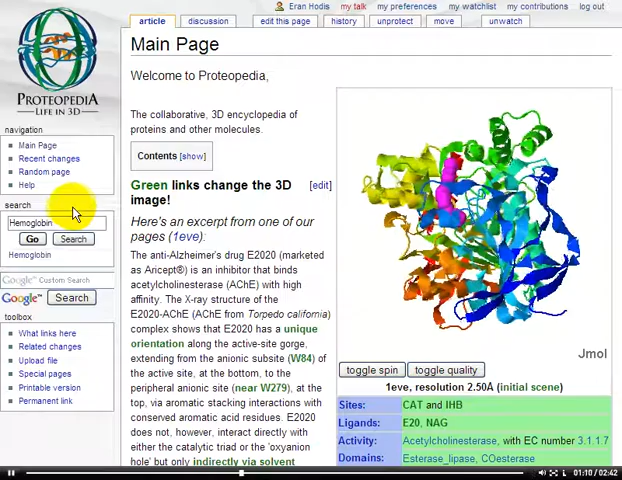 Eran Hodis my talk my preferences my watchlist my contributions log out
article discussion edit this page history unprotect move unwatch
PROTEOPEDIA
LIFE IN 3D
navigation
Main Page
Recent changes
Random page
Help
search
Hemoglobin
Go Search
Hemoglobin
Google™ Custom Search
Google™ Search
toolbox
What links here
Related changes
Upload file
Special pages
Printable version
Permanent link
Main Page
Welcome to Proteopedia,
The collaborative, 3D encyclopedia of
proteins and other molecules.
Contents [show]
Green links change the 3D [edit]
image!
Here's an excerpt from one of our
pages (1eve):
The anti-Alzheimer's drug E2020 (marketed
as Aricept®) is an inhibitor that binds
acetylcholinesterase (AChE) with high
affinity. The X-ray structure of the
E2020-AChE (AChE from Torpedo california)
complex shows that E2020 has a unique
orientation along the active-site gorge,
extending from the anionic subsite (W84) of
the active site, at the bottom, to the
peripheral anionic site (near W279), at the
top, via aromatic stacking interactions with
conserved aromatic acid residues. E2020
does not, however, interact directly with
either the catalytic triad or the 'oxyanion
hole' but only indirectly via solvent
Jmol
toggle spin toggle quality
1eve, resolution 2.50Å (initial scene)
Sites: CAT and IHB
Ligands: E20, NAG
Activity: Acetylcholinesterase, with EC number 3.1.1.7
Domains: Esterase_lipase, COesterase
01:10 / 02:42